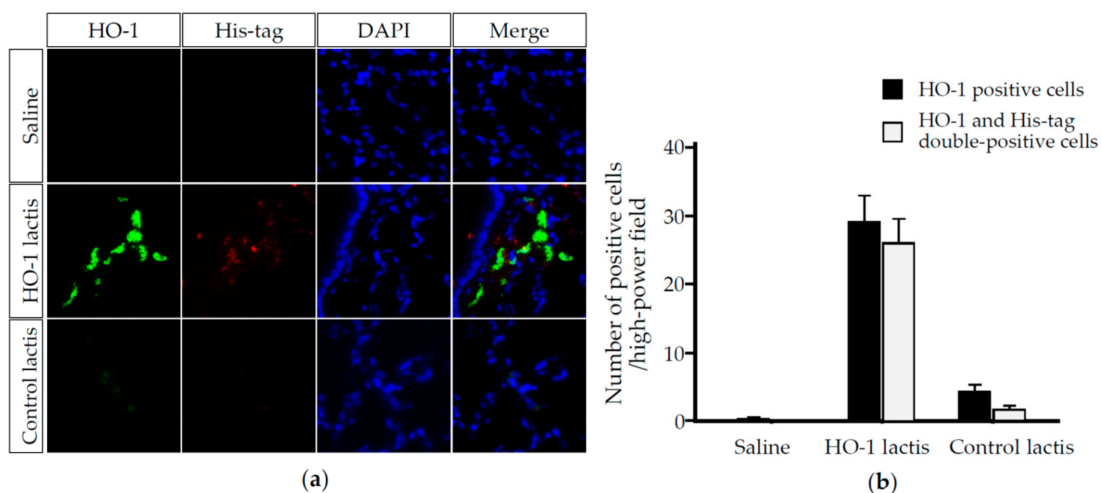 HO-1 His-tag DAPI Merge
Saline
HO-1 lactis
Control lactis
(a)
HO-1 positive cells
HO-1 and His-tag
double-positive cells
Number of positive cells
/high-power field
40
30
20
10
0
Saline HO-1 lactis Control lactis
(b)